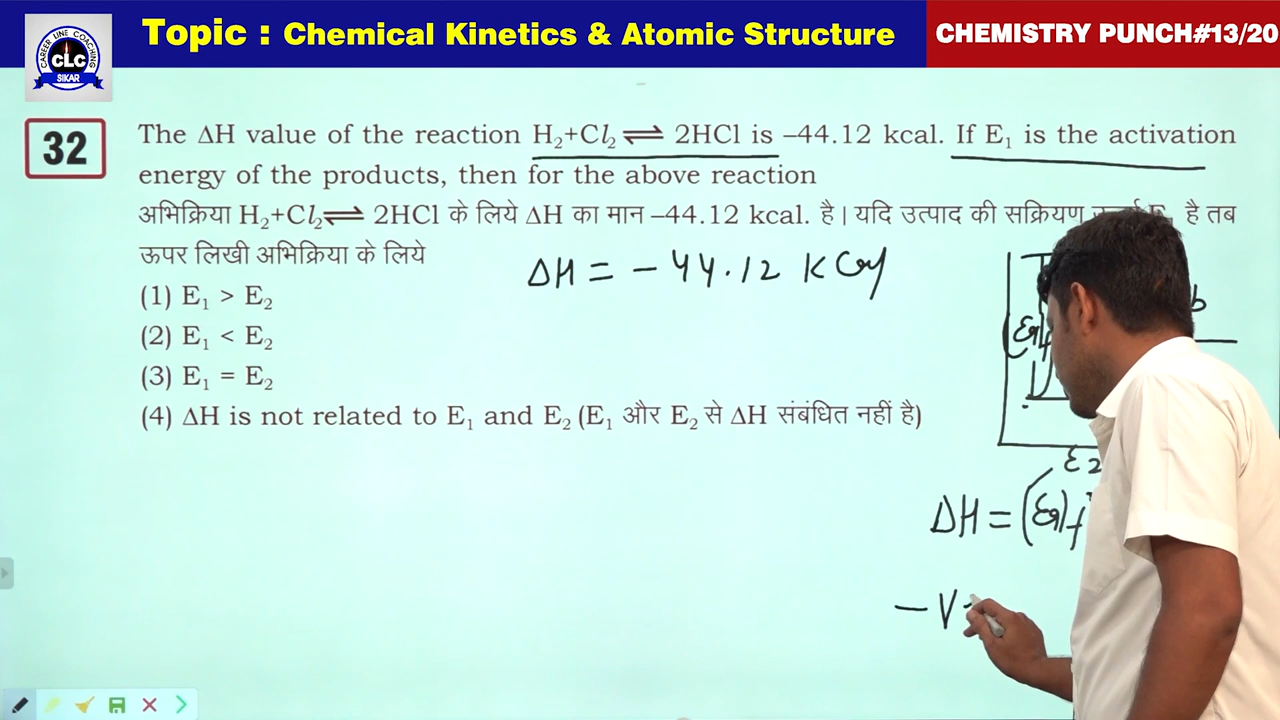 CAREER LINE COACHING
CLC
SIKAR
Topic : Chemical Kinetics & Atomic Structure
CHEMISTRY PUNCH#13/20
32
The ΔH value of the reaction H₂+Cl₂⇌ 2HCl is –44.12 kcal. If E₁ is the activation
energy of the products, then for the above reaction
अभिक्रिया H₂+Cl₂⇌ 2HCl के लिये ΔH का मान –44.12 kcal. है। यदि उत्पाद की सक्रियण है तब
ऊपर लिखी अभिक्रिया के लिये
ΔH = – 44.12 kCal
(1) E₁ > E₂
(2) E₁ < E₂
(3) E₁ = E₂
(4) ΔH is not related to E₁ and E₂ (E₁ और E₂ से ΔH संबंधित नहीं है)
b
(Ea)f
E₂
ΔH = (Ea)f
– V